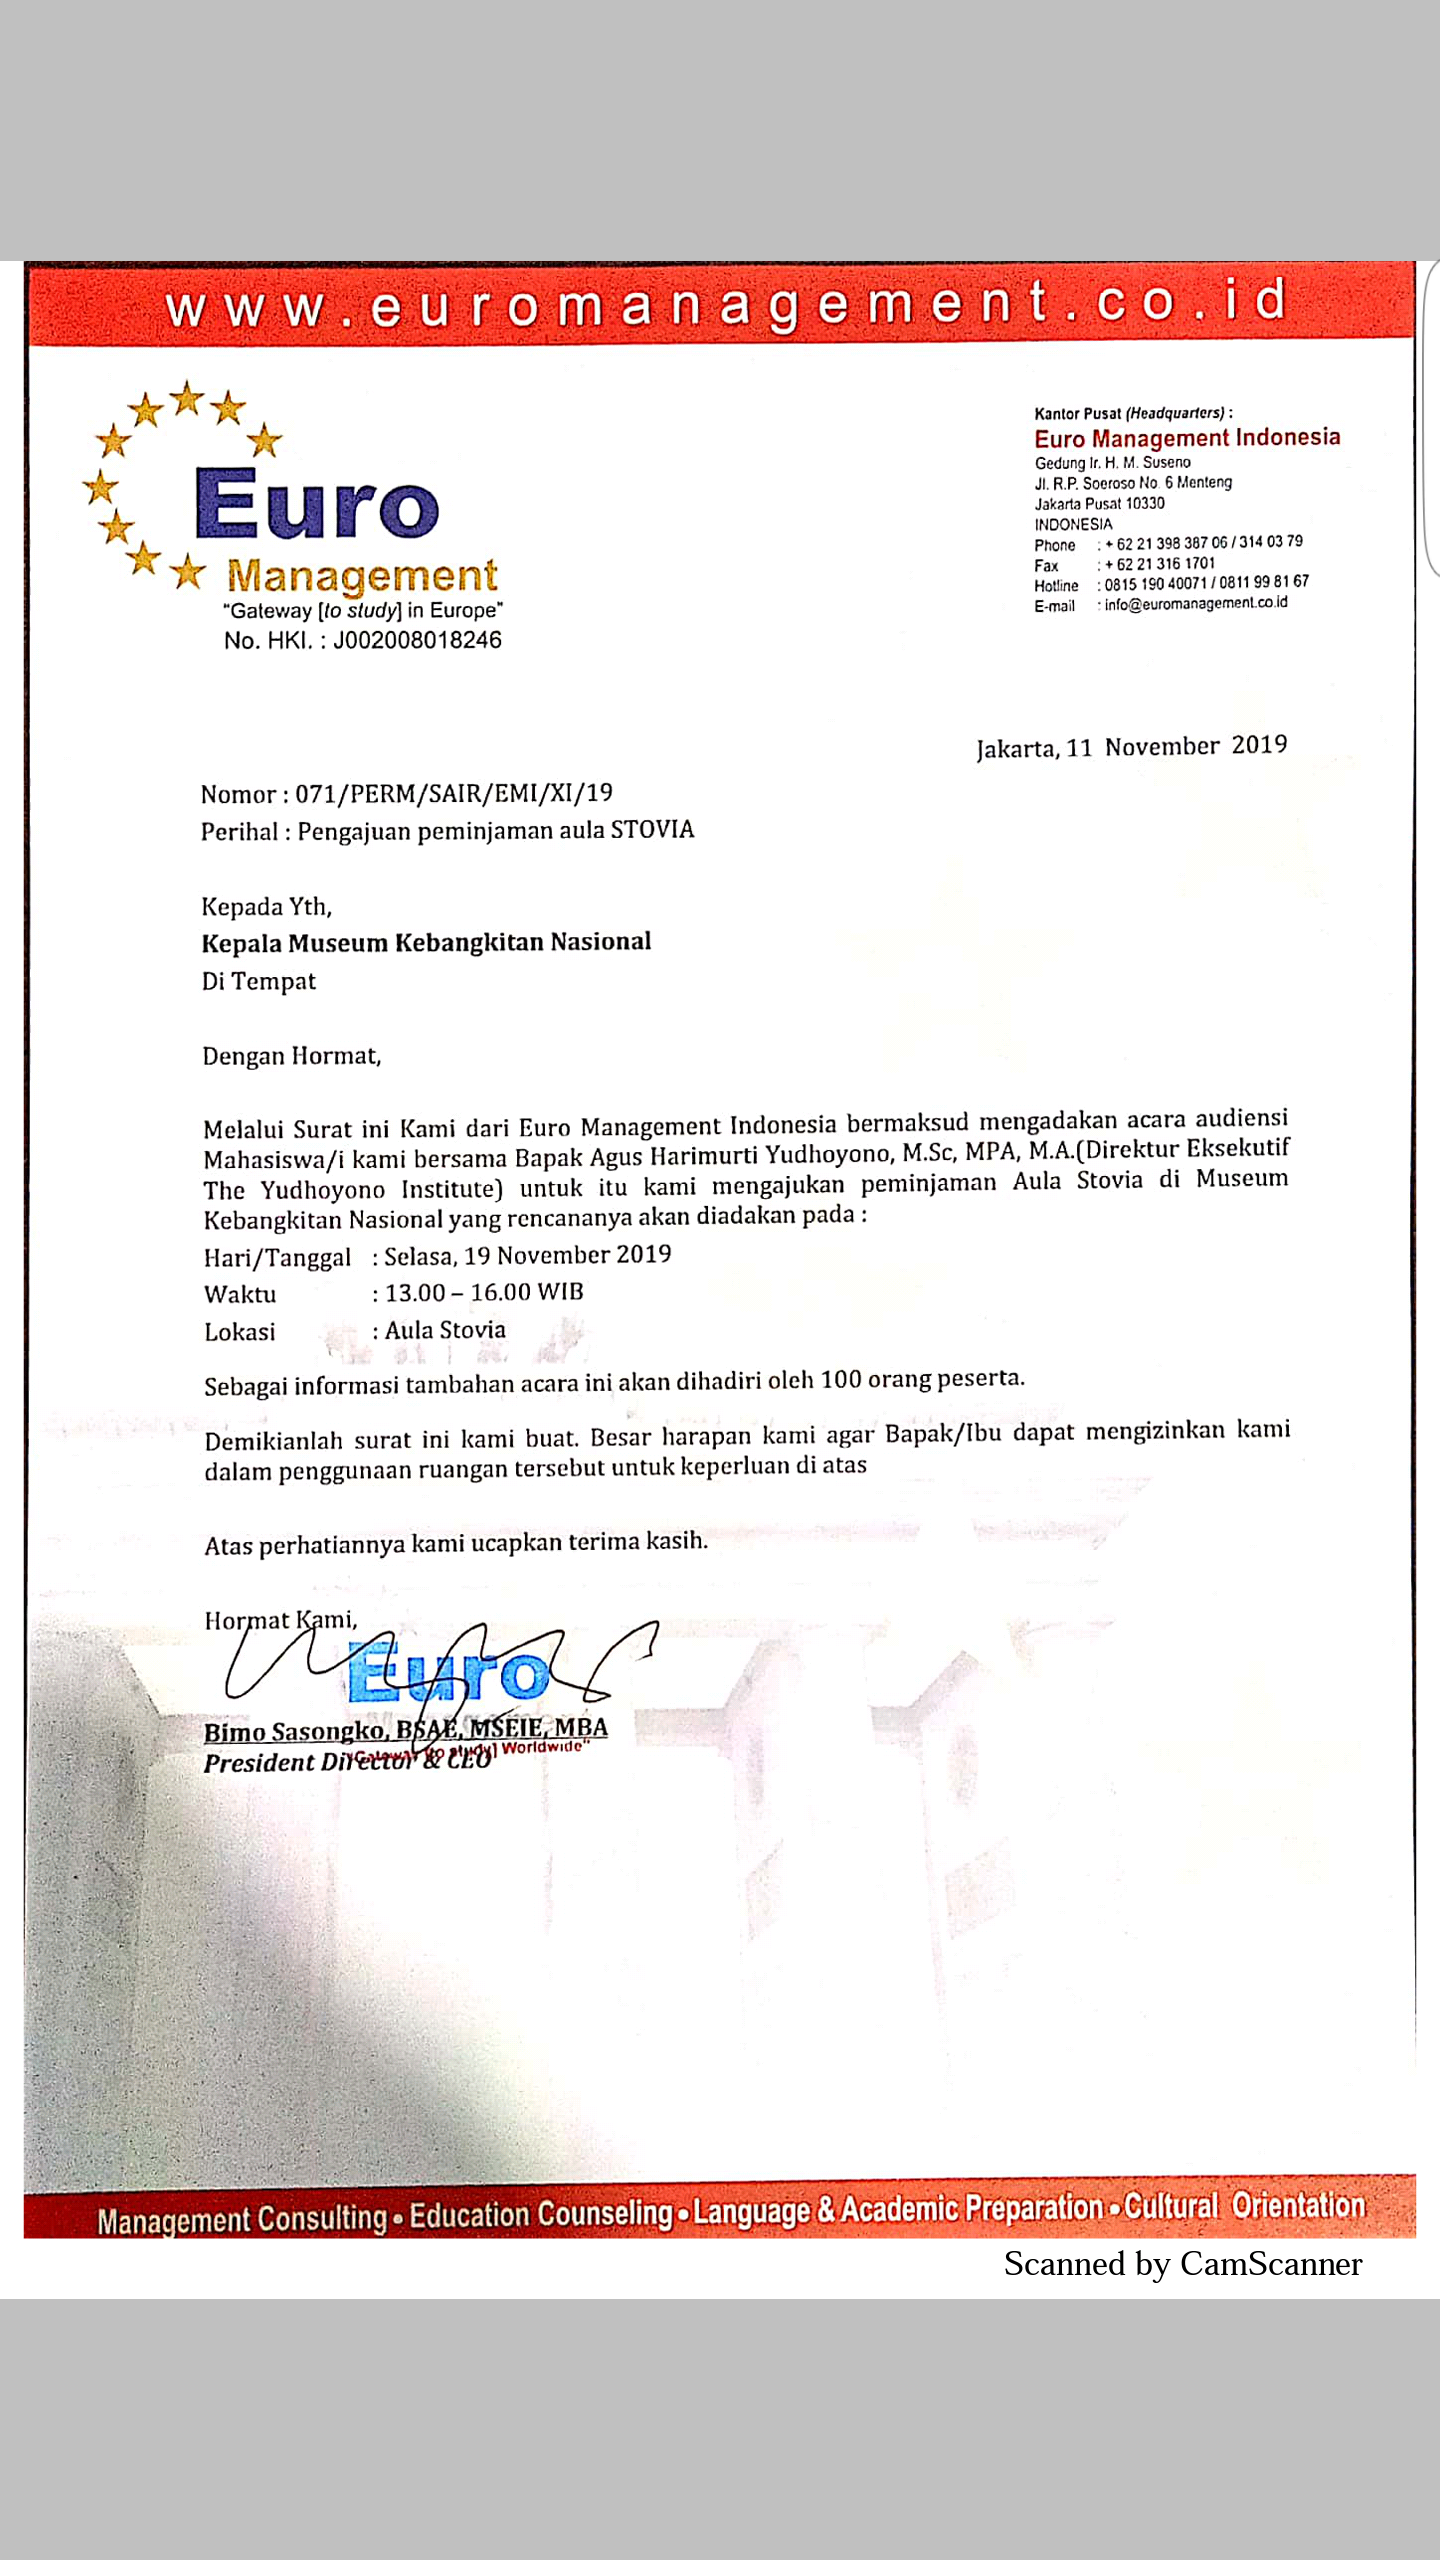 www.euromanagement.co.id
Euro
Management
"Gateway [to study] in Europe"
No. HKI. : J002008018246
Kantor Pusat (Headquarters) :
Euro Management Indonesia
Gedung Ir. H. M. Suseno
Jl. R.P. Soeroso No. 6 Menteng
Jakarta Pusat 10330
INDONESIA
Phone : + 62 21 398 387 06 / 314 03 79
Fax : + 62 21 316 1701
Hotline : 0815 190 40071 / 0811 99 81 67
E-mail : info@euromanagement.co.id
Jakarta, 11 November 2019
Nomor : 071/PERM/SAIR/EMI/XI/19
Perihal : Pengajuan peminjaman aula STOVIA
Kepada Yth,
Kepala Museum Kebangkitan Nasional
Di Tempat
Dengan Hormat,
Melalui Surat ini Kami dari Euro Management Indonesia bermaksud mengadakan acara audiensi
Mahasiswa/i kami bersama Bapak Agus Harimurti Yudhoyono, M.Sc, MPA, M.A.(Direktur Eksekutif
The Yudhoyono Institute) untuk itu kami mengajukan peminjaman Aula Stovia di Museum
Kebangkitan Nasional yang rencananya akan diadakan pada :
Hari/Tanggal : Selasa, 19 November 2019
Waktu : 13.00 – 16.00 WIB
Lokasi : Aula Stovia
Sebagai informasi tambahan acara ini akan dihadiri oleh 100 orang peserta.
Demikianlah surat ini kami buat. Besar harapan kami agar Bapak/Ibu dapat mengizinkan kami
dalam penggunaan ruangan tersebut untuk keperluan di atas
Atas perhatiannya kami ucapkan terima kasih.
Hormat Kami,
Euro
Bimo Sasongko, BSAE, MSEIE, MBA
"Gateway [to study] Worldwide"
President Director & CEO
Management Consulting • Education Counseling • Language & Academic Preparation • Cultural Orientation
Scanned by CamScanner